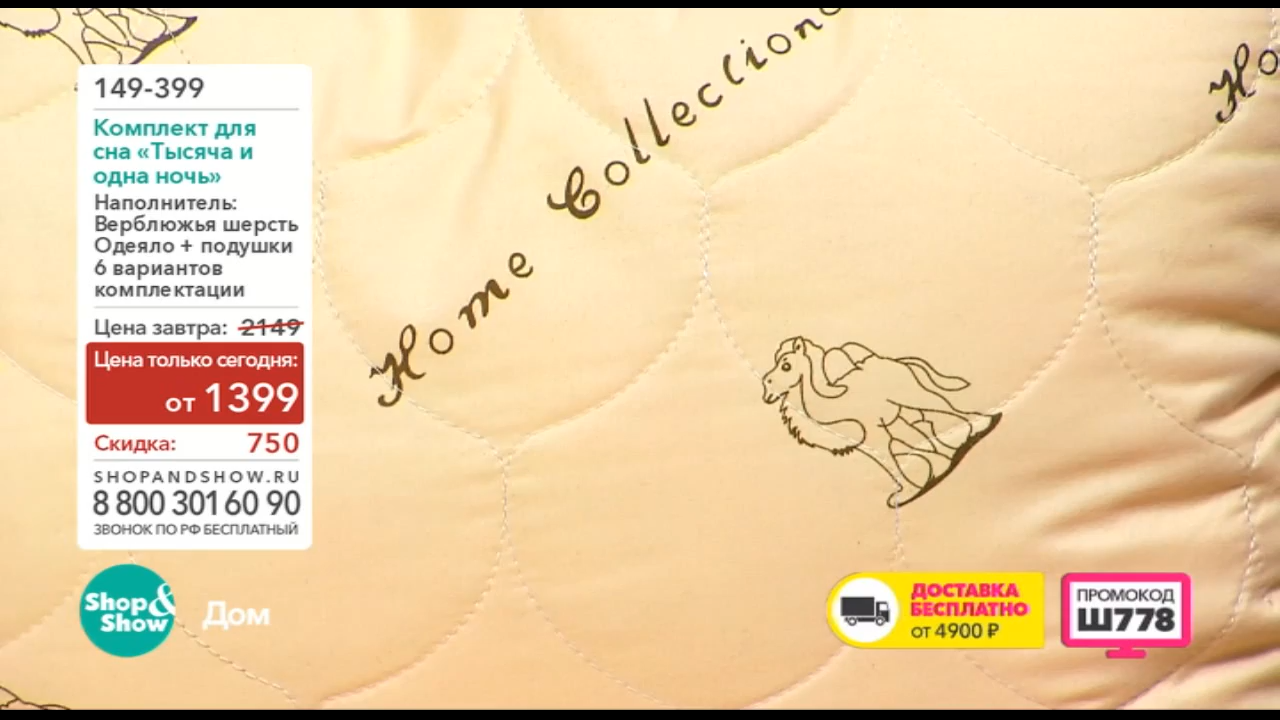 149-399
Комплект для
сна «Тысяча и
одна ночь»
Наполнитель:
Верблюжья шерсть
Одеяло + подушки
6 вариантов
комплектации
Цена завтра: 2149
Цена только сегодня:
от 1399
Скидка: 750
SHOPANDSHOW.RU
8 800 301 60 90
ЗВОНОК ПО РФ БЕСПЛАТНЫЙ
Shop&
Show
Дом
Home Collection
Ho
ДОСТАВКА
БЕСПЛАТНО
от 4900 ₽
ПРОМОКОД
Ш778